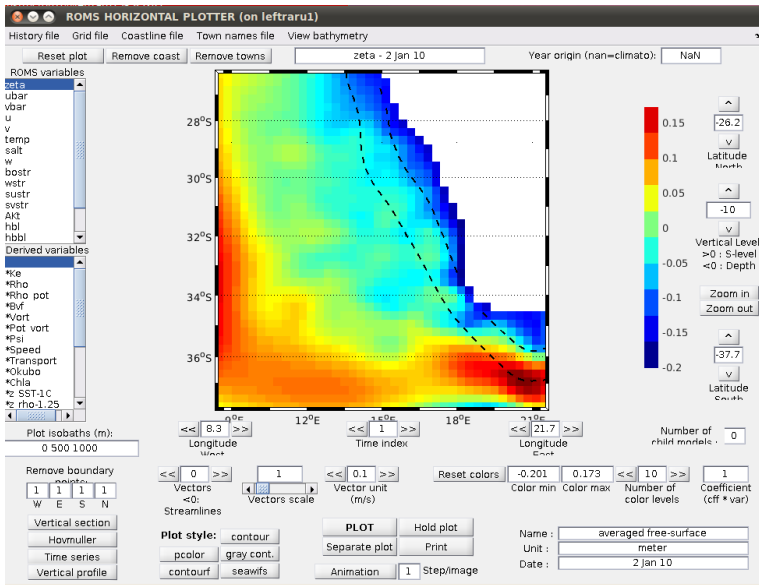 ROMS HORIZONTAL PLOTTER (on leftraru1)
History file Grid file Coastline file Town names file View bathymetry
Reset plot Remove coast Remove towns zeta - 2 Jan 10 Year origin (nan=climato): NaN
ROMS variables
zeta
ubar
vbar
u
v
temp
salt
w
bostr
wstr
sustr
svstr
AKt
hbl
hbbl
Derived variables
*Ke
*Rho
*Rho pot
*Bvf
*Vort
*Pot vort
*Psi
*Speed
*Transport
*Okubo
*Chla
*z SST-1C
*z rho-1.25
28°S
30°S
32°S
34°S
36°S
9°E 12°E 15°E 18°E 21°E
0.15
0.1
0.05
0
-0.05
-0.1
-0.15
-0.2
^
-26.2
v
Latitude
North
^
-10
v
Vertical Level
>0 : S-level
<0 : Depth
Zoom in
Zoom out
^
-37.7
v
Latitude
South
Plot isobaths (m):
0 500 1000
<< 8.3 >>
Longitude
West
<< 1 >>
Time index
<< 21.7 >>
Longitude
East
Number of
child models : 0
Remove boundary
points:
1 1 1 1
W E S N
<< 0 >>
Vectors
<0:
Streamlines
1
Vectors scale
<< 0.1 >>
Vector unit
(m/s)
Reset colors
-0.201
Color min
0.173
Color max
<< 10 >>
Number of
color levels
1
Coefficient
(cff * var)
Vertical section
Hovmuller
Time series
Vertical profile
Plot style: contour
pcolor gray cont.
contourf seawifs
PLOT Hold plot
Separate plot Print
Animation 1 Step/Image
Name : averaged free-surface
Unit : meter
Date : 2 Jan 10